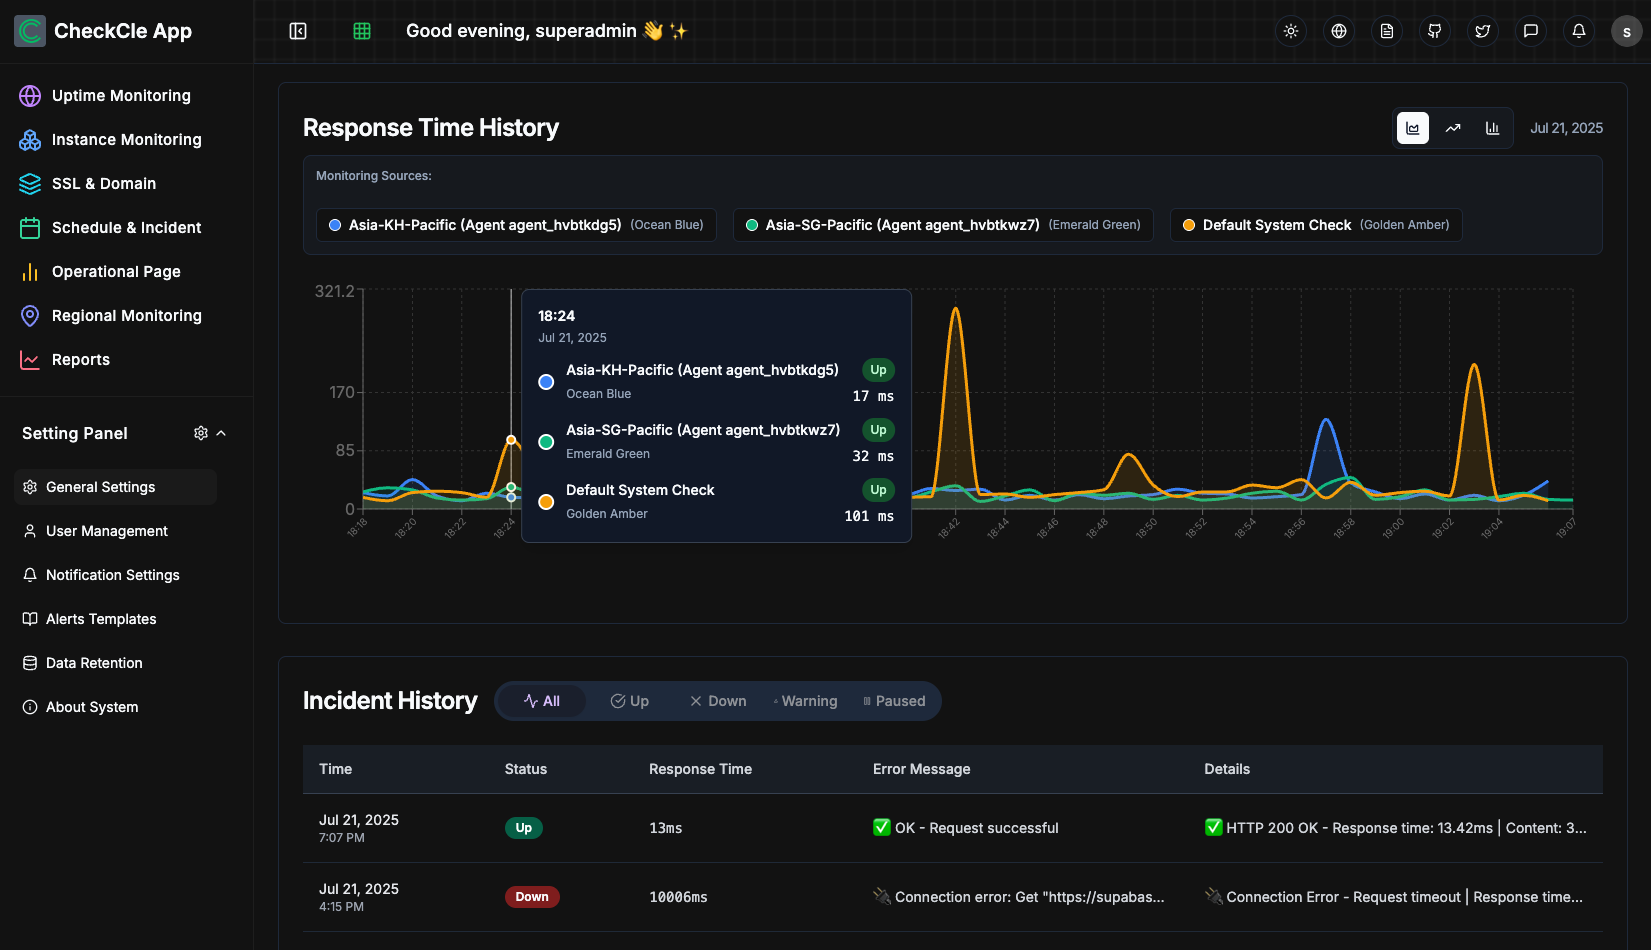 CheckCle App
Good evening, superadmin 👋✨
s
Uptime Monitoring
Instance Monitoring
SSL & Domain
Schedule & Incident
Operational Page
Regional Monitoring
Reports
Setting Panel
General Settings
User Management
Notification Settings
Alerts Templates
Data Retention
About System
Response Time History
Jul 21, 2025
Monitoring Sources:
Asia-KH-Pacific (Agent agent_hvbtkdg5) (Ocean Blue)
Asia-SG-Pacific (Agent agent_hvbtkwz7) (Emerald Green)
Default System Check (Golden Amber)
321.2
170
85
0
18:24
Jul 21, 2025
Asia-KH-Pacific (Agent agent_hvbtkdg5) Up
Ocean Blue 17 ms
Asia-SG-Pacific (Agent agent_hvbtkwz7) Up
Emerald Green 32 ms
Default System Check Up
Golden Amber 101 ms
18:18 18:20 18:22 18:24 18:42 18:44 18:46 18:48 18:50 18:52 18:54 18:56 18:58 19:00 19:02 19:04 19:07
Incident History
All Up Down Warning Paused
Time Status Response Time Error Message Details
Jul 21, 2025
7:07 PM
Up
13ms
✅ OK - Request successful
✅ HTTP 200 OK - Response time: 13.42ms | Content: 3...
Jul 21, 2025
4:15 PM
Down
10006ms
🔌 Connection error: Get "https://supabas...
🔌 Connection Error - Request timeout | Response time...